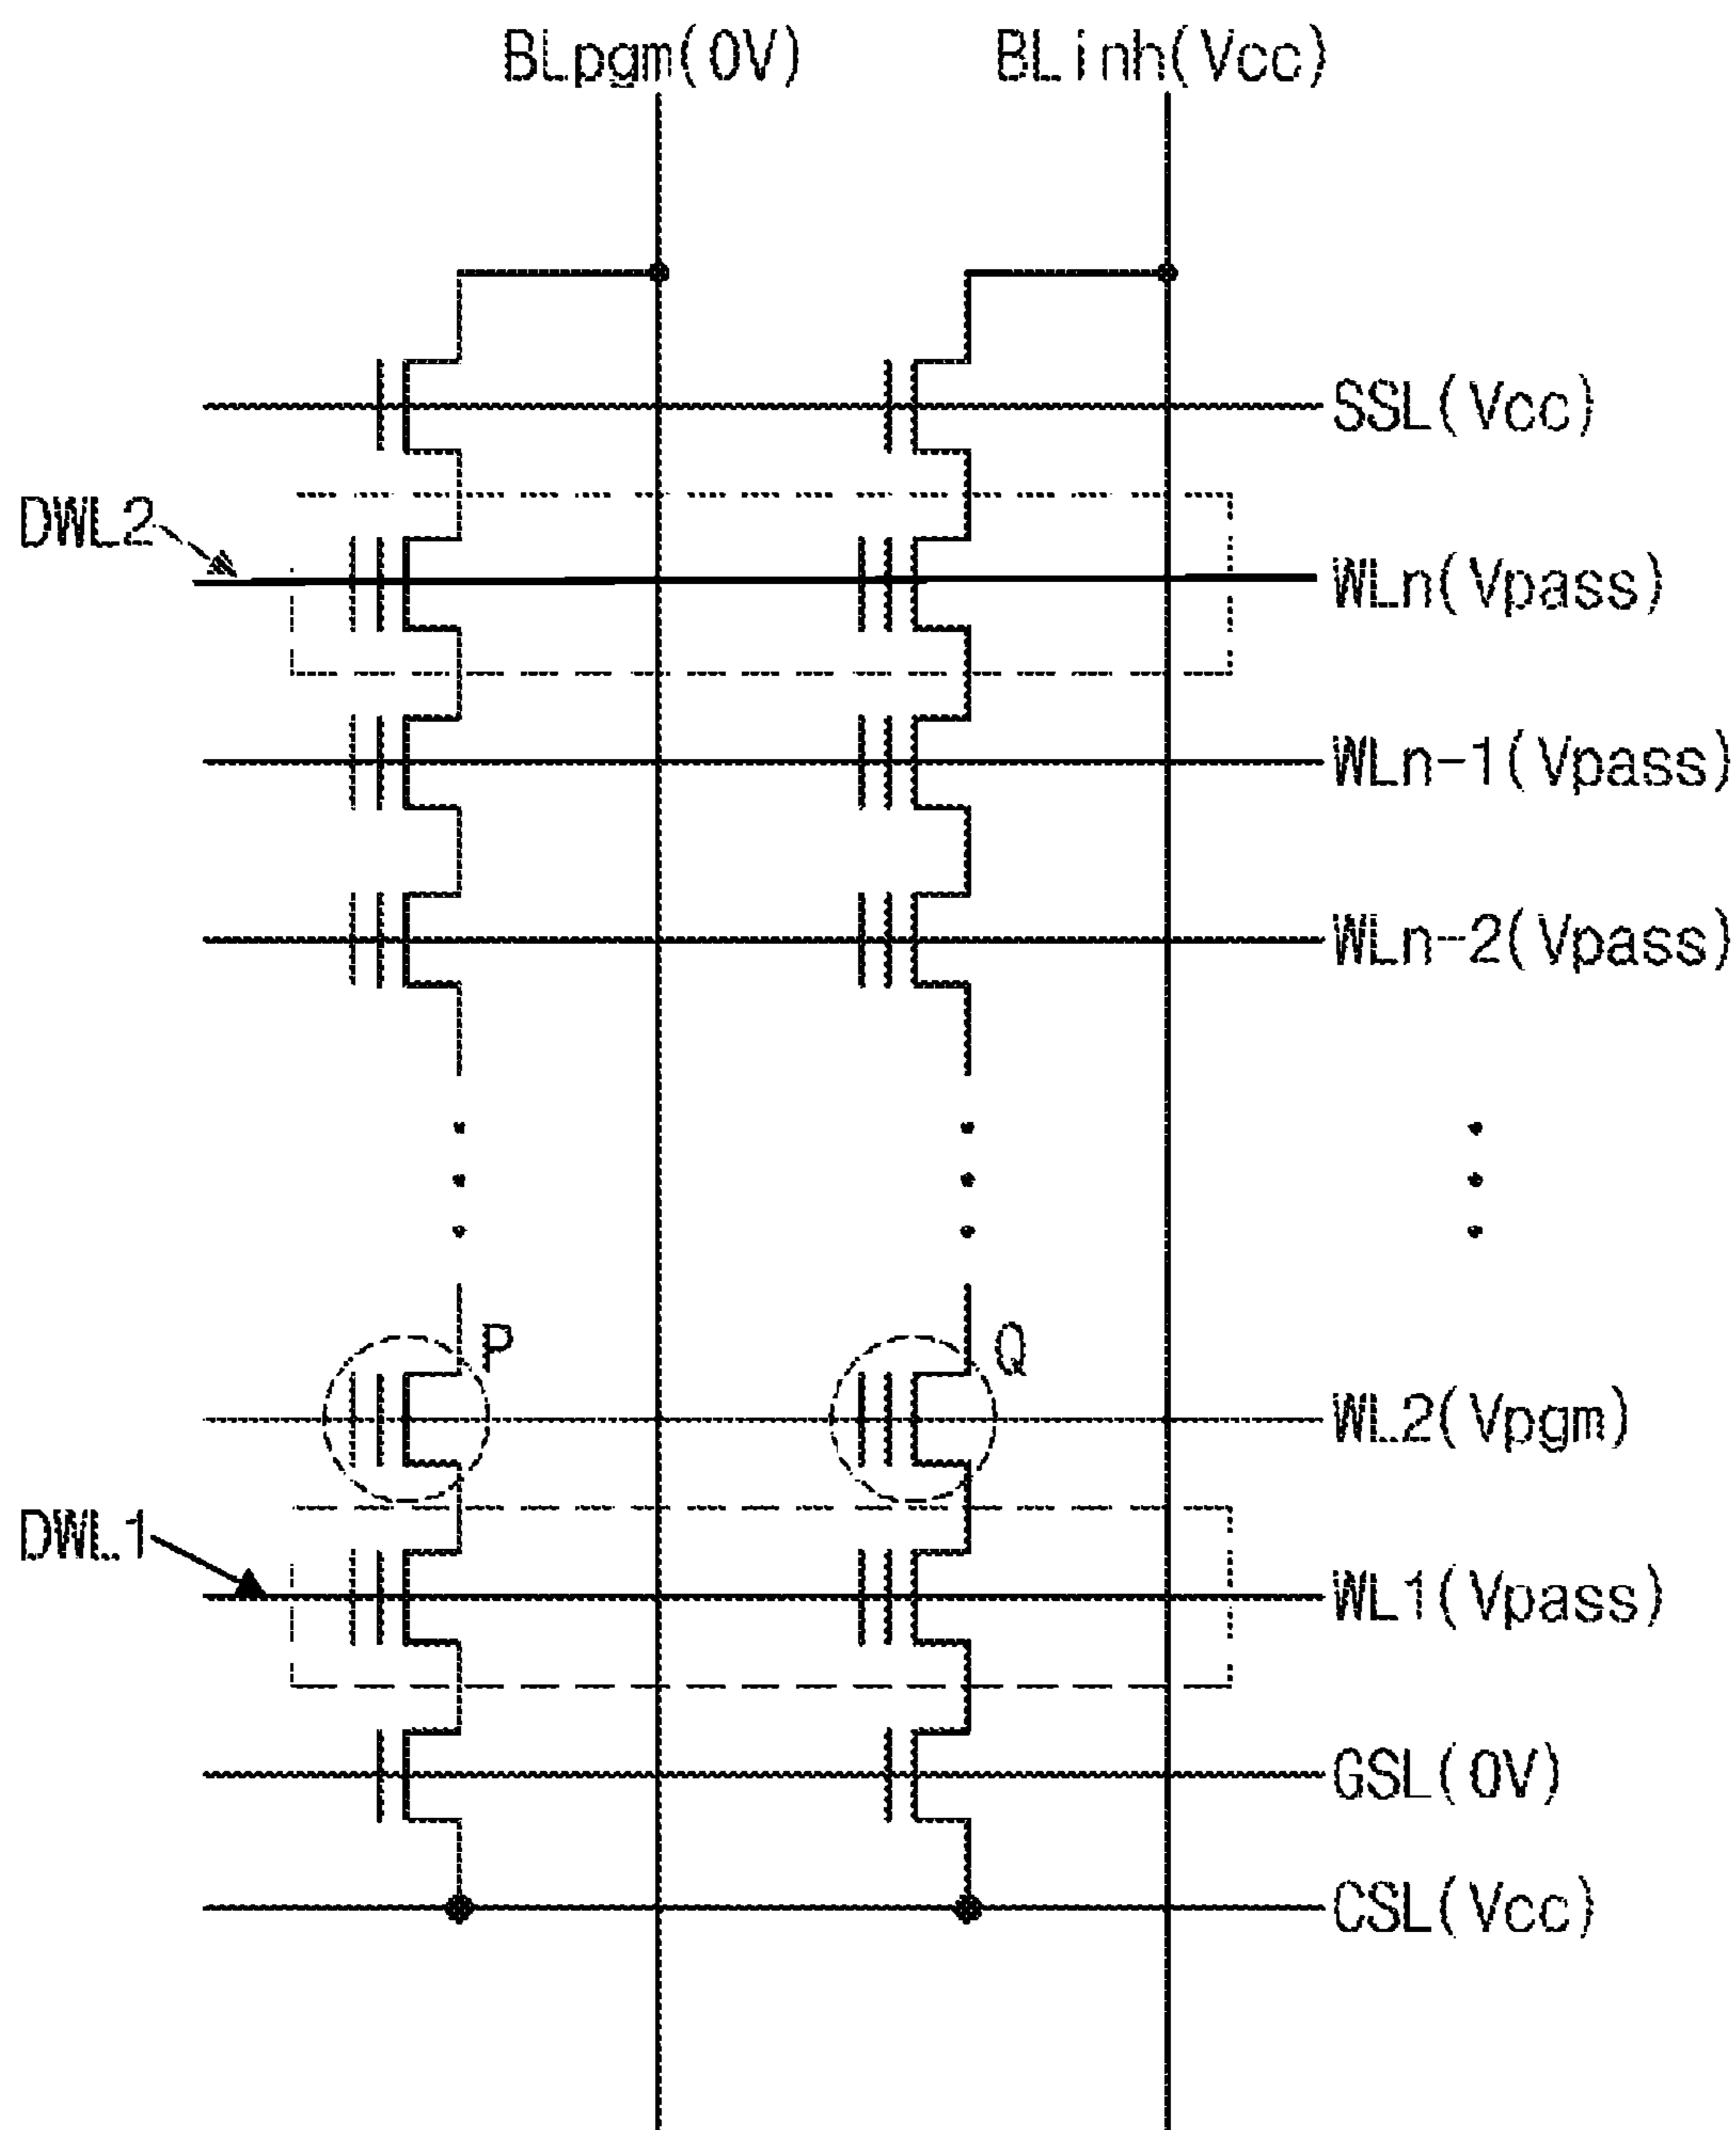 BLpgm(0V) BLinh(Vcc)
SSL(Vcc)
DWL2
WLn(Vpass)
WLn-1(Vpass)
WLn-2(Vpass)
P Q
WL2(Vpgm)
DWL1
WL1(Vpass)
GSL(0V)
CSL(Vcc)